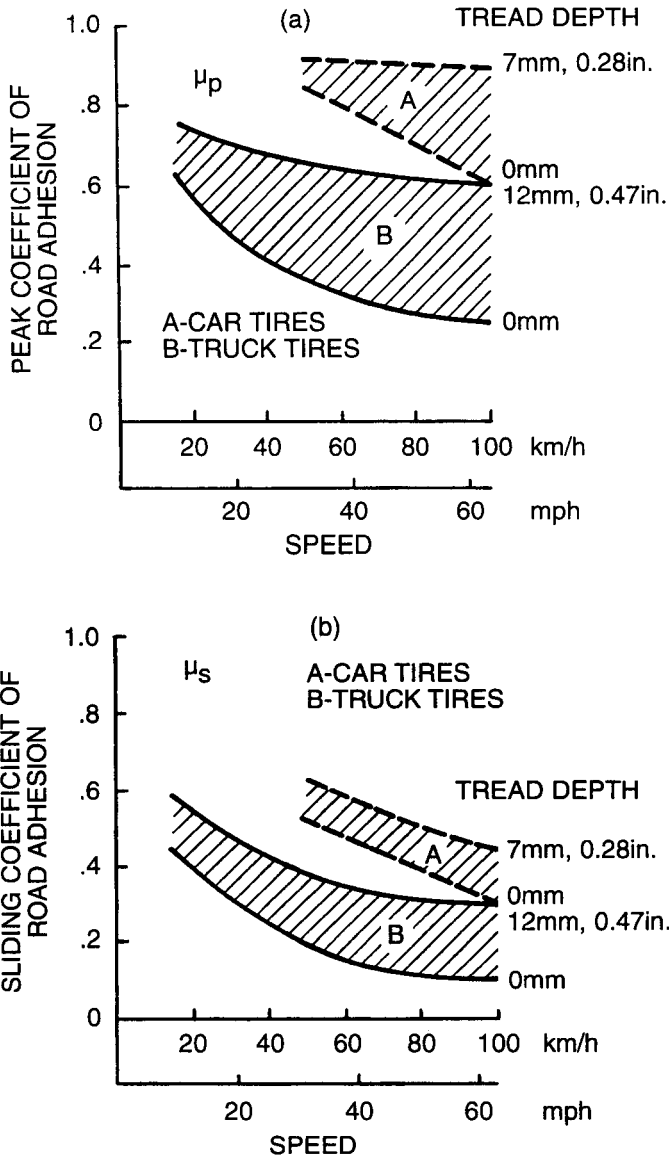 (a)
TREAD DEPTH
PEAK COEFFICIENT OF
ROAD ADHESION
1.0
.8
.6
.4
.2
0
μp
A
7mm, 0.28in.
0mm
12mm, 0.47in.
B
0mm
A-CAR TIRES
B-TRUCK TIRES
20 40 60 80 100 km/h
20 40 60 mph
SPEED
(b)
SLIDING COEFFICIENT OF
ROAD ADHESION
1.0
.8
.6
.4
.2
0
μs
A-CAR TIRES
B-TRUCK TIRES
TREAD DEPTH
A
7mm, 0.28in.
0mm
12mm, 0.47in.
B
0mm
20 40 60 80 100 km/h
20 40 60 mph
SPEED